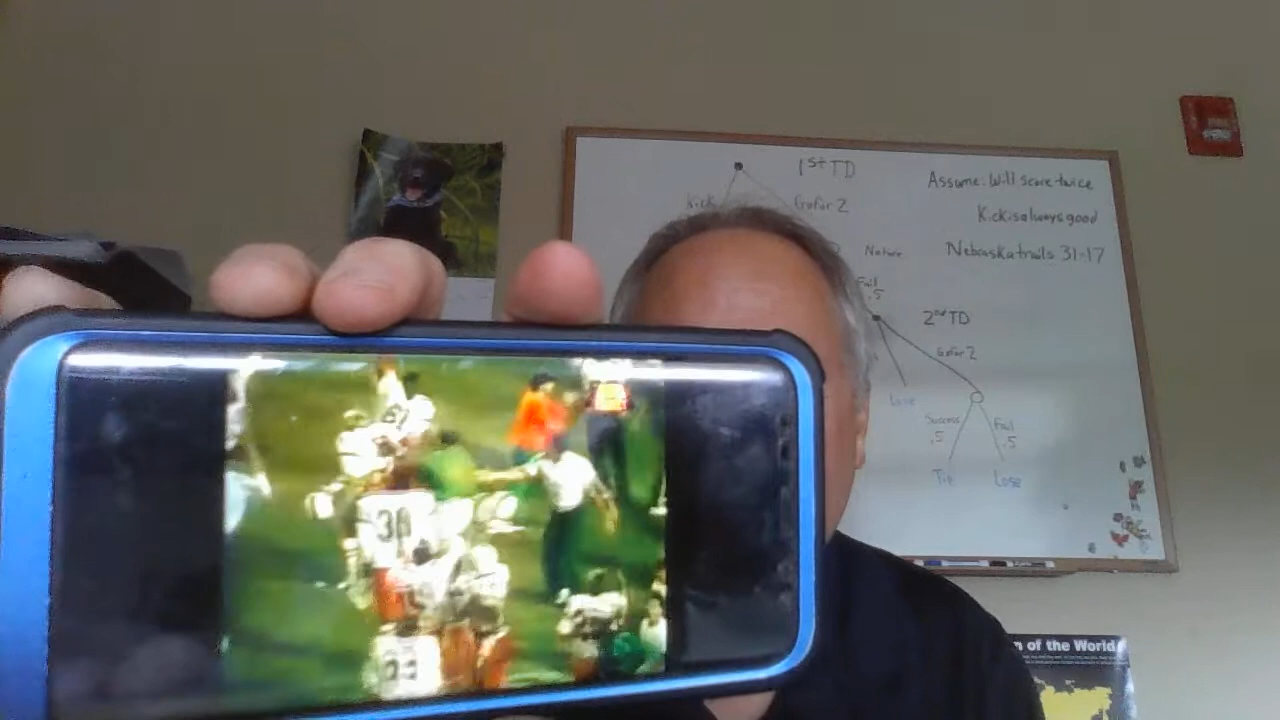 1st TD
Assume: Will score twice
Kick
Go for 2
Kick is always good
Nature
Nebraska trails 31-17
Fail
.5
2nd TD
Go for 2
Lose
Success
.5
Fail
.5
Tie
Lose
30
n of the World